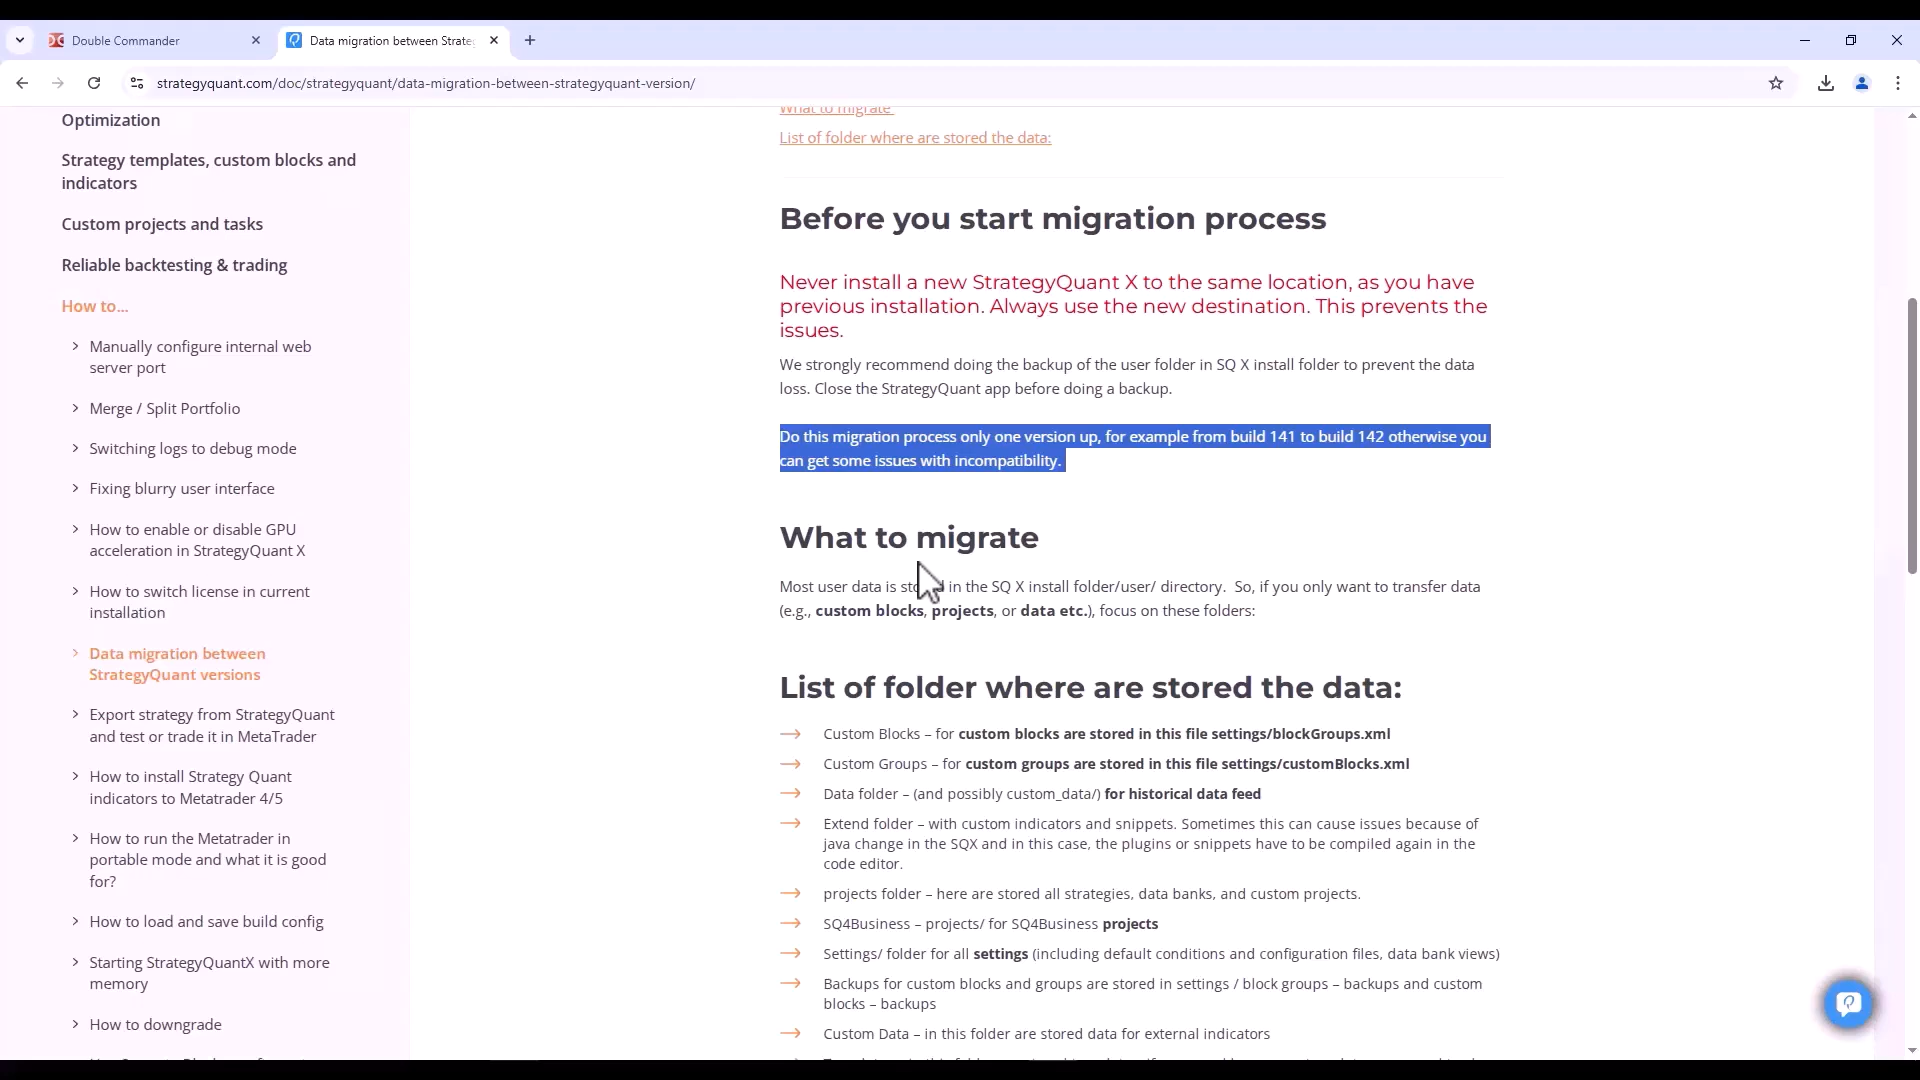 Double Commander
Data migration between Strate
strategyquant.com/doc/strategyquant/data-migration-between-strategyquant-version/
Optimization
Strategy templates, custom blocks and
indicators
Custom projects and tasks
Reliable backtesting & trading
How to...
Manually configure internal web
server port
Merge / Split Portfolio
Switching logs to debug mode
Fixing blurry user interface
How to enable or disable GPU
acceleration in StrategyQuant X
How to switch license in current
installation
Data migration between
StrategyQuant versions
Export strategy from StrategyQuant
and test or trade it in MetaTrader
How to install Strategy Quant
indicators to Metatrader 4/5
How to run the Metatrader in
portable mode and what it is good
for?
How to load and save build config
Starting StrategyQuantX with more
memory
How to downgrade
What to migrate
List of folder where are stored the data:
Before you start migration process
Never install a new StrategyQuant X to the same location, as you have
previous installation. Always use the new destination. This prevents the
issues.
We strongly recommend doing the backup of the user folder in SQ X install folder to prevent the data
loss. Close the StrategyQuant app before doing a backup.
Do this migration process only one version up, for example from build 141 to build 142 otherwise you
can get some issues with incompatibility.
What to migrate
Most user data is stored in the SQ X install folder/user/ directory.  So, if you only want to transfer data
(e.g., custom blocks, projects, or data etc.), focus on these folders:
List of folder where are stored the data:
Custom Blocks – for custom blocks are stored in this file settings/blockGroups.xml
Custom Groups – for custom groups are stored in this file settings/customBlocks.xml
Data folder – (and possibly custom_data/) for historical data feed
Extend folder – with custom indicators and snippets. Sometimes this can cause issues because of
java change in the SQX and in this case, the plugins or snippets have to be compiled again in the
code editor.
projects folder – here are stored all strategies, data banks, and custom projects.
SQ4Business – projects/ for SQ4Business projects
Settings/ folder for all settings (including default conditions and configuration files, data bank views)
Backups for custom blocks and groups are stored in settings / block groups – backups and custom
blocks – backups
Custom Data – in this folder are stored data for external indicators